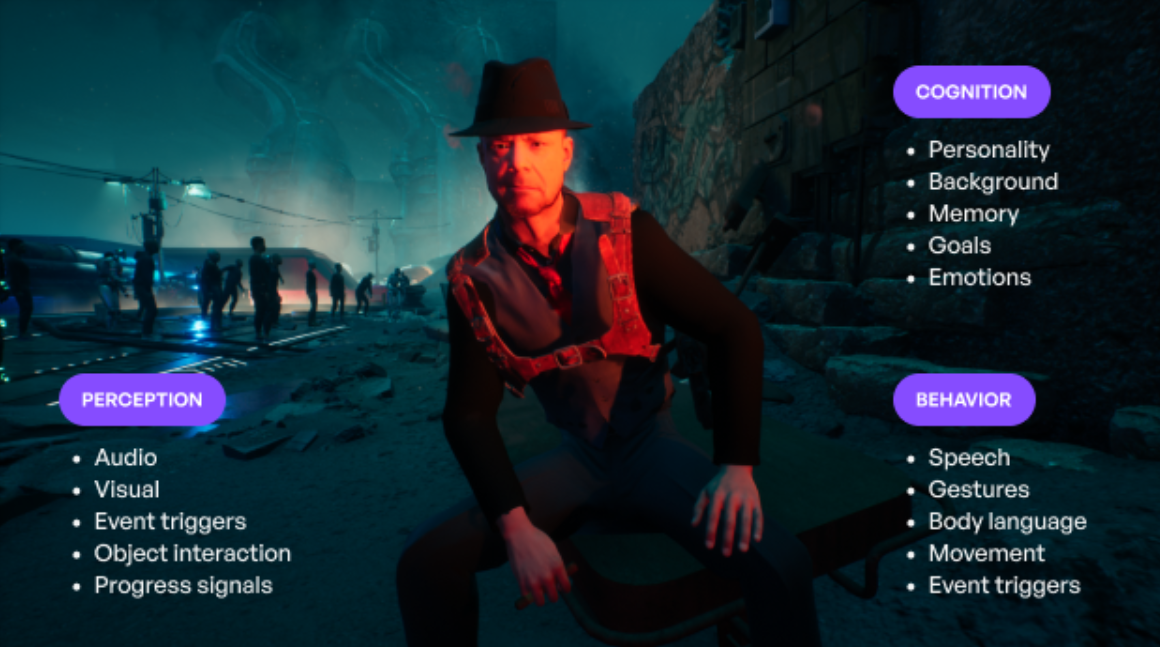 COGNITION
Personality
Background
Memory
Goals
Emotions
PERCEPTION
Audio
Visual
Event triggers
Object interaction
Progress signals
BEHAVIOR
Speech
Gestures
Body language
Movement
Event triggers